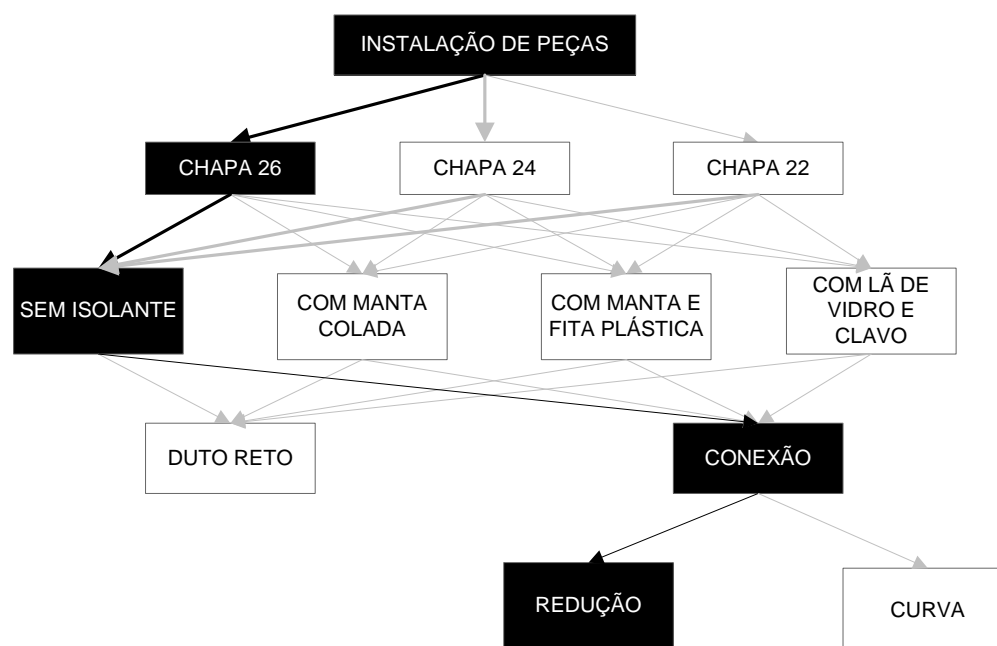 INSTALAÇÃO DE PEÇAS
CHAPA 26
CHAPA 24
CHAPA 22
SEM ISOLANTE
COM MANTA
COLADA
COM MANTA E
FITA PLÁSTICA
COM LÃ DE
VIDRO E
CLAVO
DUTO RETO
CONEXÃO
REDUÇÃO
CURVA